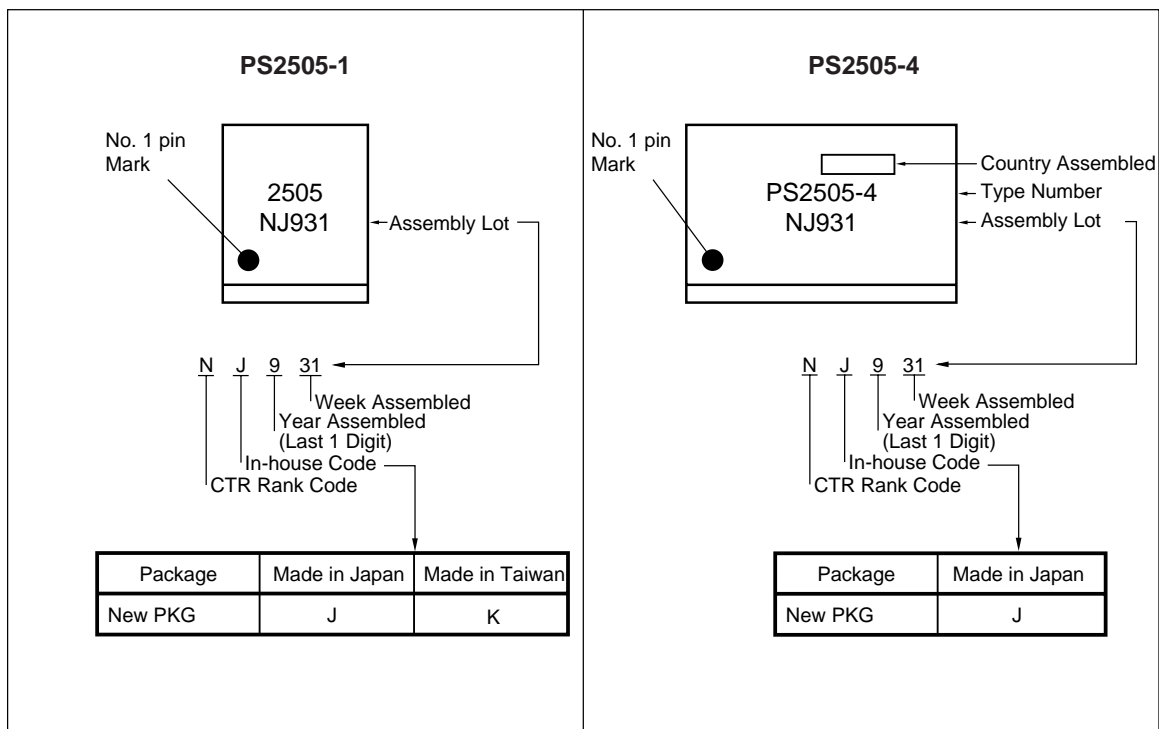 PS2505-1
No. 1 pin
Mark
2505
NJ931
Assembly Lot
N J 9 31
Week Assembled
Year Assembled
(Last 1 Digit)
In-house Code
CTR Rank Code
Package Made in Japan Made in Taiwan
New PKG J K
PS2505-4
No. 1 pin
Mark
Country Assembled
PS2505-4
Type Number
NJ931
Assembly Lot
N J 9 31
Week Assembled
Year Assembled
(Last 1 Digit)
In-house Code
CTR Rank Code
Package Made in Japan
New PKG J